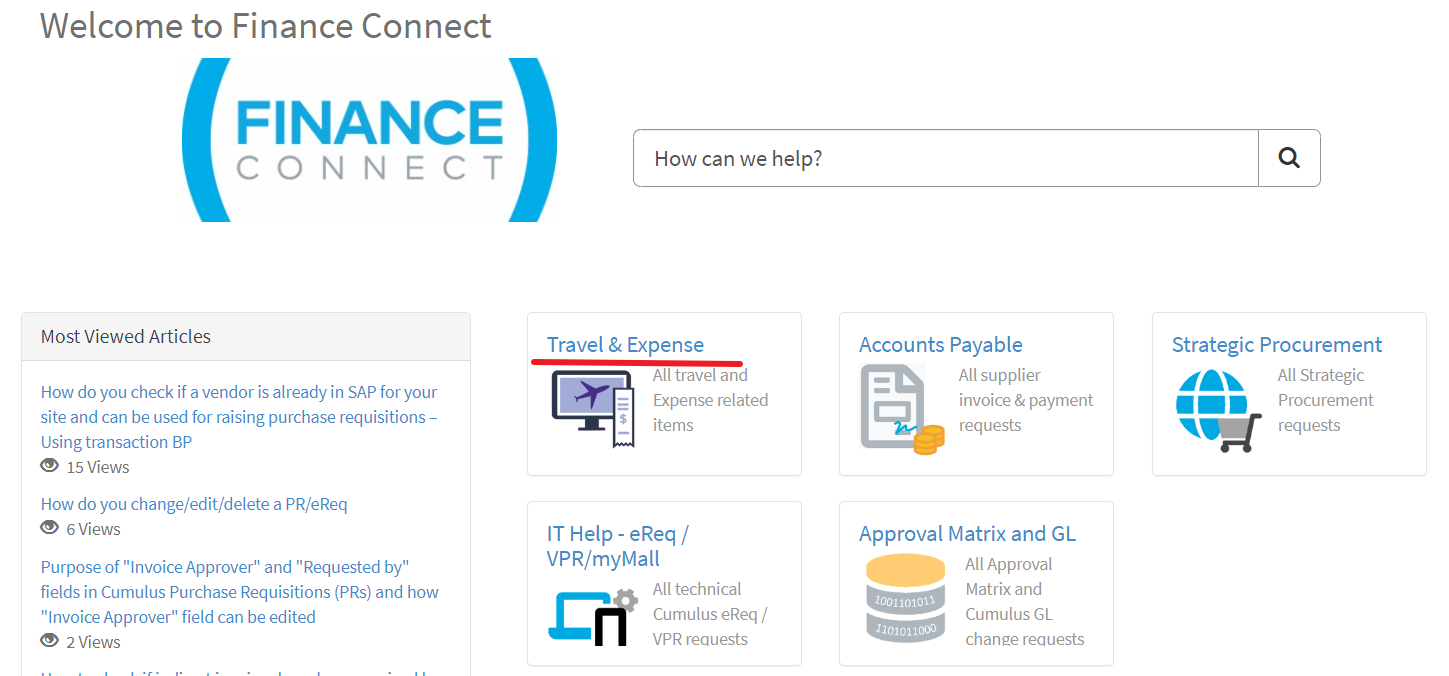 Welcome to Finance Connect
FINANCE
CONNECT
How can we help?
Most Viewed Articles
How do you check if a vendor is already in SAP for your
site and can be used for raising purchase requisitions –
Using transaction BP
15 Views
How do you change/edit/delete a PR/eReq
6 Views
Purpose of "Invoice Approver" and "Requested by"
fields in Cumulus Purchase Requisitions (PRs) and how
"Invoice Approver" field can be edited
2 Views
Travel & Expense
All travel and
Expense related
items
$
Accounts Payable
All supplier
invoice & payment
requests
Strategic Procurement
All Strategic
Procurement
requests
IT Help - eReq /
VPR/myMall
All technical
Cumulus eReq /
VPR requests
Approval Matrix and GL
All Approval
Matrix and
Cumulus GL
change requests
1001101011
1101011000